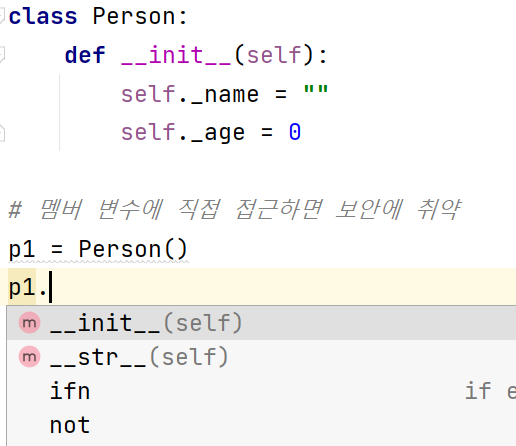 class Person:
    def __init__(self):
        self._name = ""
        self._age = 0
# 멤버 변수에 직접 접근하면 보안에 취약
p1 = Person()
p1.
m __init__(self)
m __str__(self)
ifn if e
not